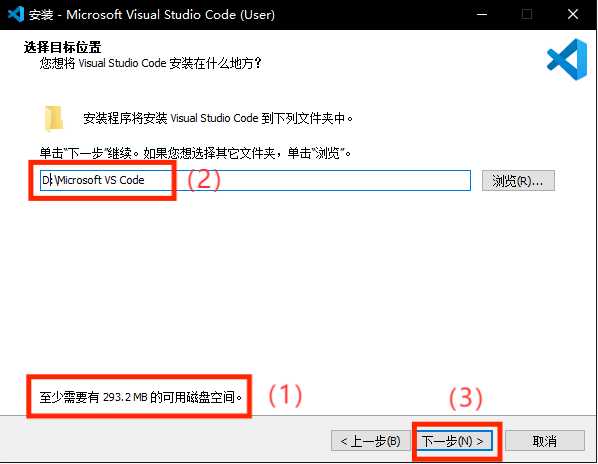 安装 - Microsoft Visual Studio Code (User)
选择目标位置
您想将 Visual Studio Code 安装在什么地方？
安装程序将安装 Visual Studio Code 到下列文件夹中。
单击“下一步”继续。如果您想选择其它文件夹，单击“浏览”。
D:\Microsoft VS Code
(2)
浏览(R)...
至少需要有 293.2 MB 的可用磁盘空间。
(1)
(3)
< 上一步(B)
下一步(N) >
取消